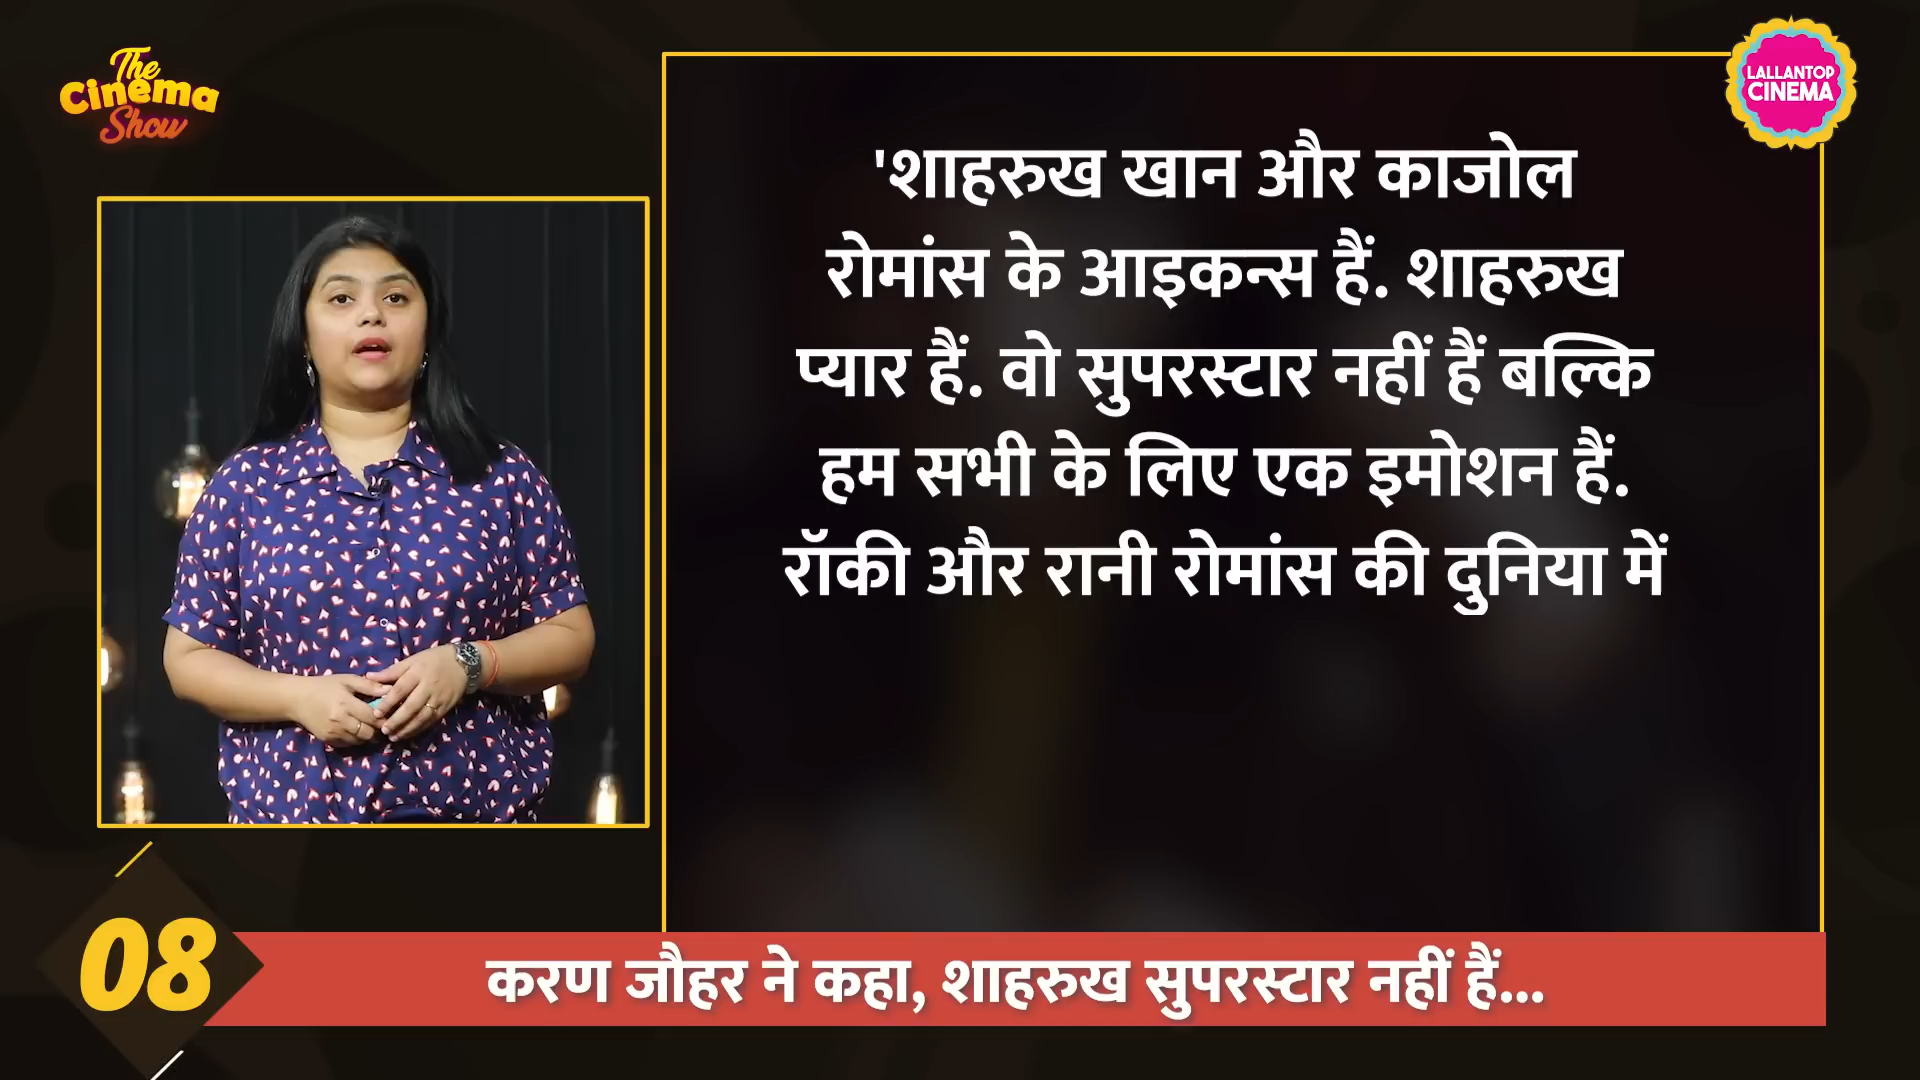 The
Cinema
Show
LALLANTOP
CINEMA
'शाहरुख खान और काजोल
रोमांस के आइकन्स हैं. शाहरुख
प्यार हैं. वो सुपरस्टार नहीं हैं बल्कि
हम सभी के लिए एक इमोशन हैं.
रॉकी और रानी रोमांस की दुनिया में
08
करण जौहर ने कहा, शाहरुख सुपरस्टार नहीं हैं...